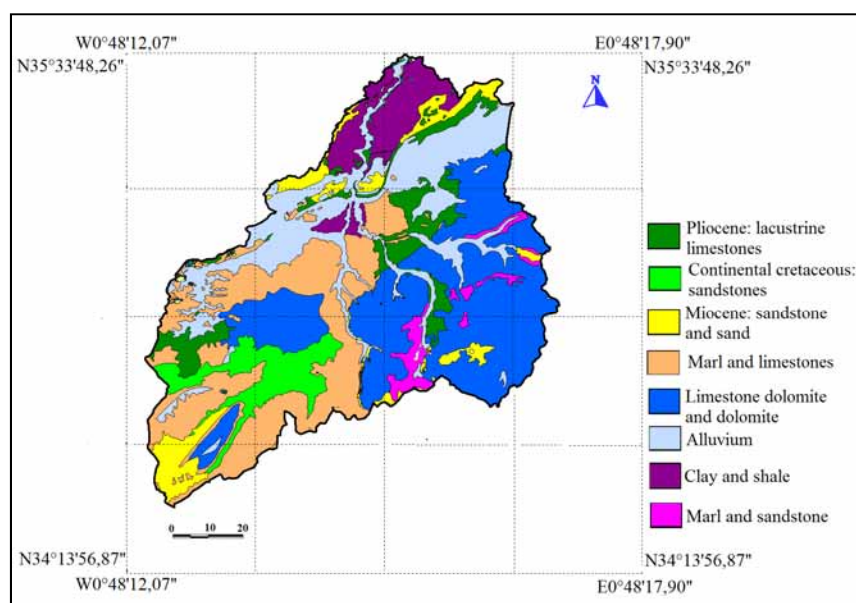 W0°48'12,07"
E0°48'17,90"
N35°33'48,26"
N35°33'48,26"
N
Pliocene: lacustrine
limestones
Continental cretaceous:
sandstones
Miocene: sandstone
and sand
Marl and limestones
Limestone dolomite
and dolomite
Alluvium
Clay and shale
Marl and sandstone
0 10 20
N34°13'56,87"
N34°13'56,87"
W0°48'12,07"
E0°48'17,90"